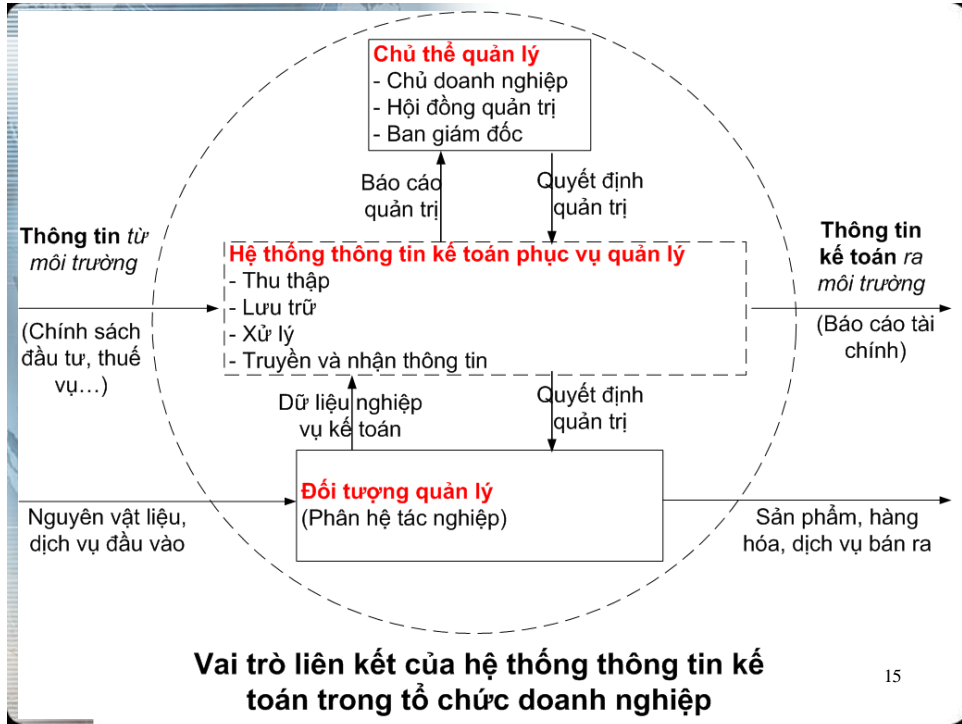 Chủ thể quản lý
- Chủ doanh nghiệp
- Hội đồng quản trị
- Ban giám đốc
Báo cáo
quản trị
Quyết định
quản trị
Thông tin từ
môi trường
(Chính sách
đầu tư, thuế
vụ...)
Hệ thống thông tin kế toán phục vụ quản lý
- Thu thập
- Lưu trữ
- Xử lý
- Truyền và nhận thông tin
Thông tin
kế toán ra
môi trường
(Báo cáo tài
chính)
Dữ liệu nghiệp
vụ kế toán
Quyết định
quản trị
Nguyên vật liệu,
dịch vụ đầu vào
Đối tượng quản lý
(Phân hệ tác nghiệp)
Sản phẩm, hàng
hóa, dịch vụ bán ra
Vai trò liên kết của hệ thống thông tin kế
toán trong tổ chức doanh nghiệp
15